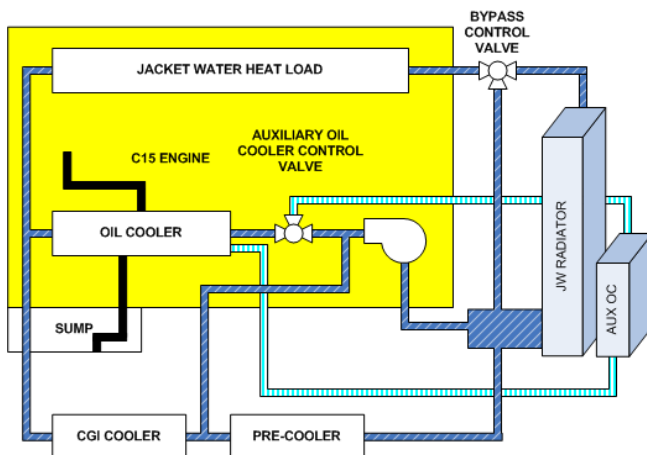 BYPASS
CONTROL
VALVE
JACKET WATER HEAT LOAD
AUXILIARY OIL
COOLER CONTROL
VALVE
C15 ENGINE
OIL COOLER
JW RADIATOR
AUX OC
SUMP
CGI COOLER
PRE-COOLER